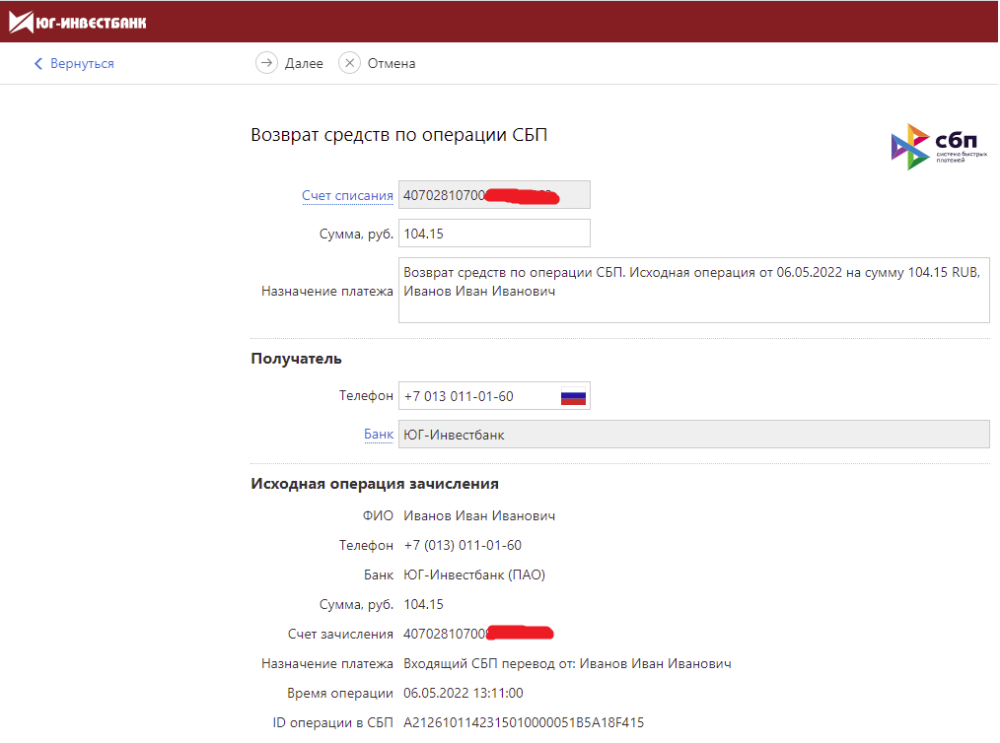 ЮГ-ИНВЕСТБАНК
Вернуться Далее Отмена
Возврат средств по операции СБП
сбп
система быстрых
платежей
Счет списания 40702810700
Сумма, руб. 104.15
Назначение платежа Возврат средств по операции СБП. Исходная операция от 06.05.2022 на сумму 104.15 RUB,
Иванов Иван Иванович
Получатель
Телефон +7 013 011-01-60
Банк ЮГ-Инвестбанк
Исходная операция зачисления
ФИО Иванов Иван Иванович
Телефон +7 (013) 011-01-60
Банк ЮГ-Инвестбанк (ПАО)
Сумма, руб. 104.15
Счет зачисления 40702810700
Назначение платежа Входящий СБП перевод от: Иванов Иван Иванович
Время операции 06.05.2022 13:11:00
ID операции в СБП A2126101142315010000051B5A18F415